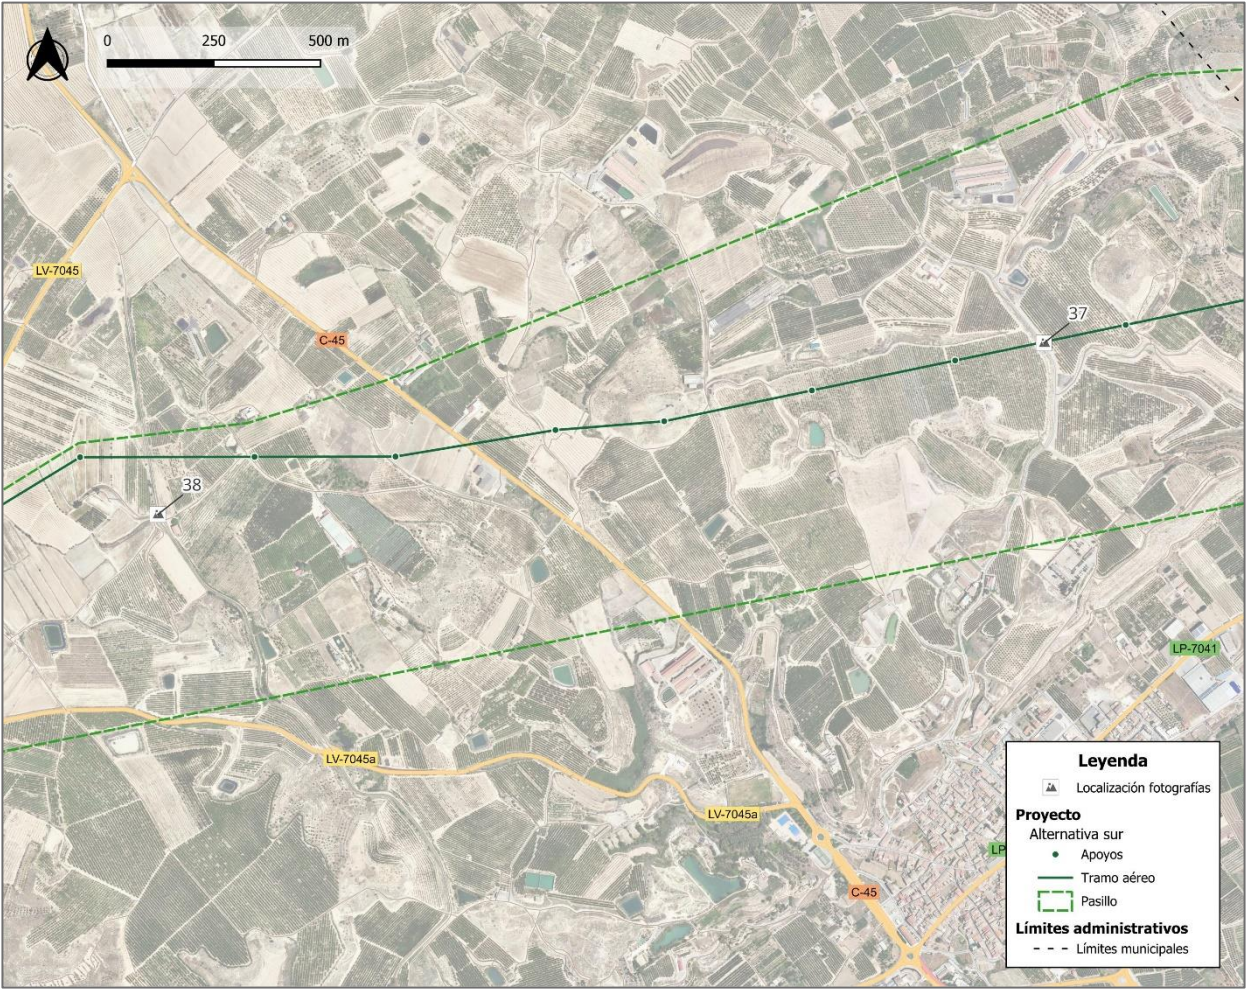 0 250 500 m
LV-7045
C-45
37
38
LP-7041
LV-7045a
LV-7045a
LP
C-45
Leyenda
Localización fotografías
Proyecto
Alternativa sur
Apoyos
Tramo aéreo
Pasillo
Límites administrativos
Límites municipales